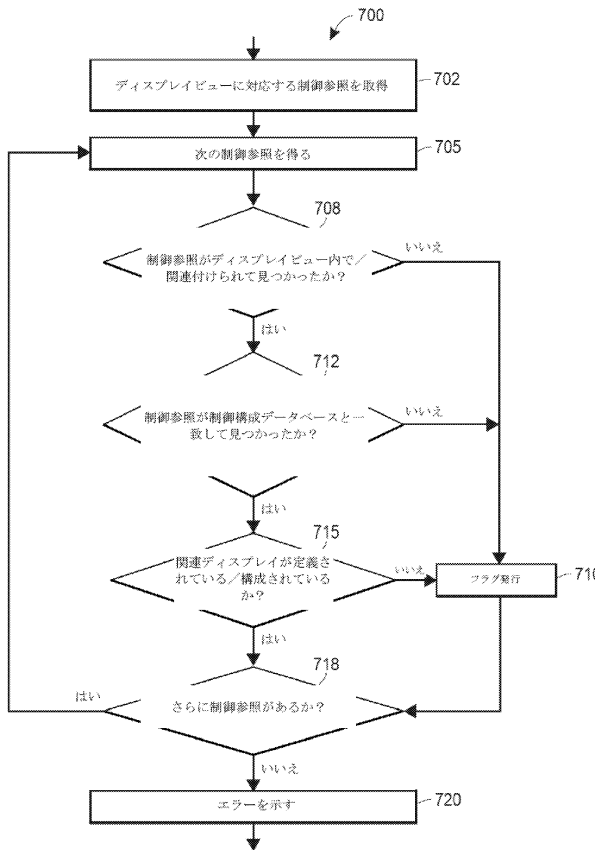 700
ディスプレイビューに対応する制御参照を取得
702
次の制御参照を得る
705
708
制御参照がディスプレイビュー内で／
関連付けられて見つかったか？
いいえ
はい
712
制御参照が制御構成データベースと一
致して見つかったか？
いいえ
はい
715
関連ディスプレイが定義さ
れている／構成されている
か？
いいえ
フラグ発行
710
はい
718
さらに制御参照があるか？
はい
いいえ
エラーを示す
720